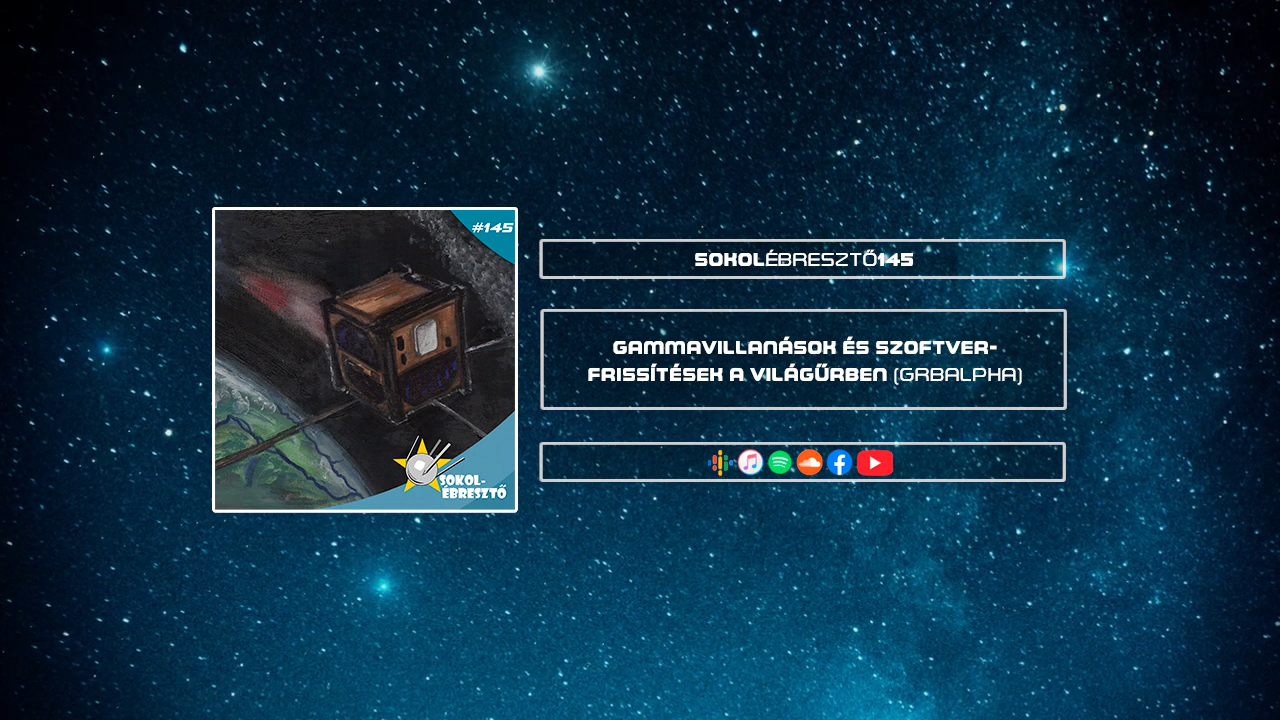 #145
SOKOL-
ÉBRESZTŐ
SOKOLÉBRESZTŐ145
GAMMAVILLANÁSOK ÉS SZOFTVER-
FRISSÍTÉSEK A VILÁGŰRBEN (GRBALPHA)